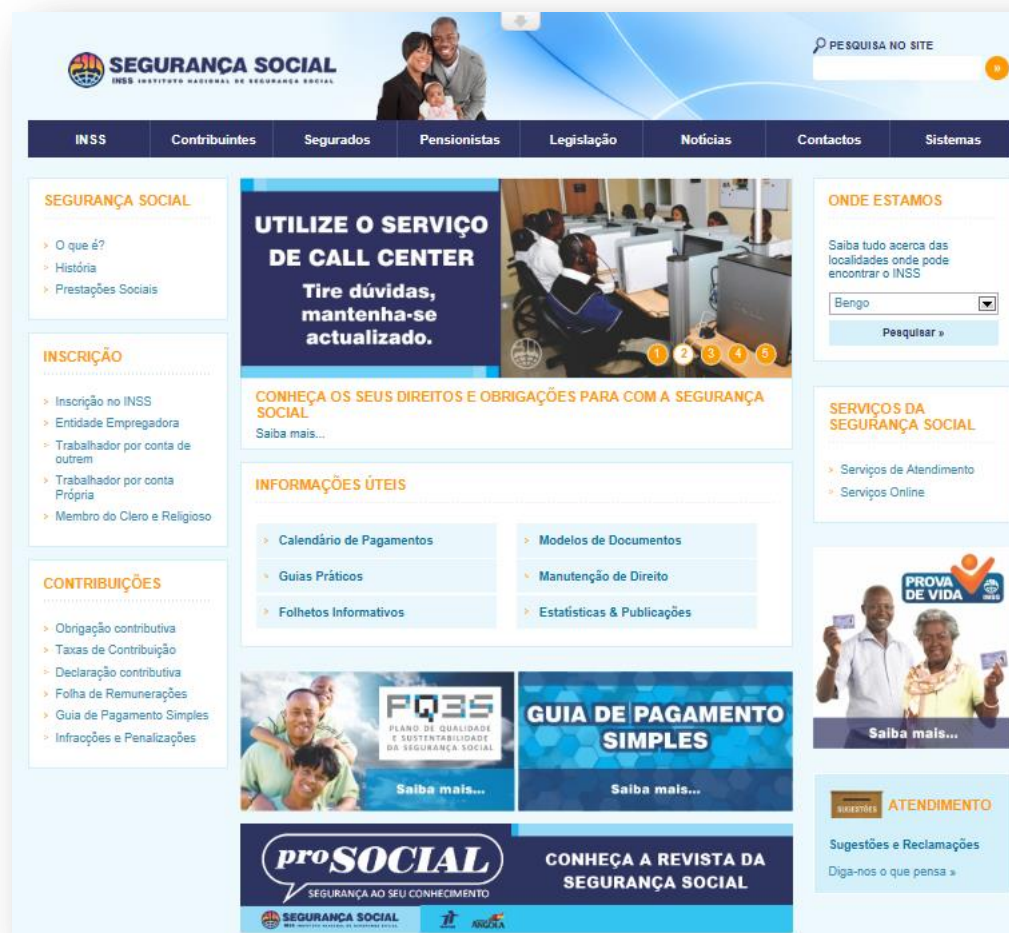 SEGURANÇA SOCIAL
INSS INSTITUTO NACIONAL DE SEGURANÇA SOCIAL
PESQUISA NO SITE
INSS
Contribuintes
Segurados
Pensionistas
Legislação
Notícias
Contactos
Sistemas
SEGURANÇA SOCIAL
O que é?
História
Prestações Sociais
INSCRIÇÃO
Inscrição no INSS
Entidade Empregadora
Trabalhador por conta de
outrem
Trabalhador por conta
Própria
Membro do Clero e Religioso
CONTRIBUIÇÕES
Obrigação contributiva
Taxas de Contribuição
Declaração contributiva
Folha de Remunerações
Guia de Pagamento Simples
Infracções e Penalizações
UTILIZE O SERVIÇO
DE CALL CENTER
Tire dúvidas,
mantenha-se
actualizado.
1 2 3 4 5
CONHEÇA OS SEUS DIREITOS E OBRIGAÇÕES PARA COM A SEGURANÇA
SOCIAL
Saiba mais...
INFORMAÇÕES ÚTEIS
Calendário de Pagamentos
Modelos de Documentos
Guias Práticos
Manutenção de Direito
Folhetos Informativos
Estatísticas & Publicações
PQ3S
PLANO DE QUALIDADE
E SUSTENTABILIDADE
DA SEGURANÇA SOCIAL
Saiba mais...
GUIA DE PAGAMENTO
SIMPLES
Saiba mais...
proSOCIAL
SEGURANÇA AO SEU CONHECIMENTO
CONHEÇA A REVISTA DA
SEGURANÇA SOCIAL
SEGURANÇA SOCIAL
INSS INSTITUTO NACIONAL DE SEGURANÇA SOCIAL
ANGOLA
ONDE ESTAMOS
Saiba tudo acerca das
localidades onde pode
encontrar o INSS
Bengo
Pesquisar »
SERVIÇOS DA
SEGURANÇA SOCIAL
Serviços de Atendimento
Serviços Online
PROVA
DE VIDA
INSS
Saiba mais...
SUGESTÕES
ATENDIMENTO
Sugestões e Reclamações
Diga-nos o que pensa »